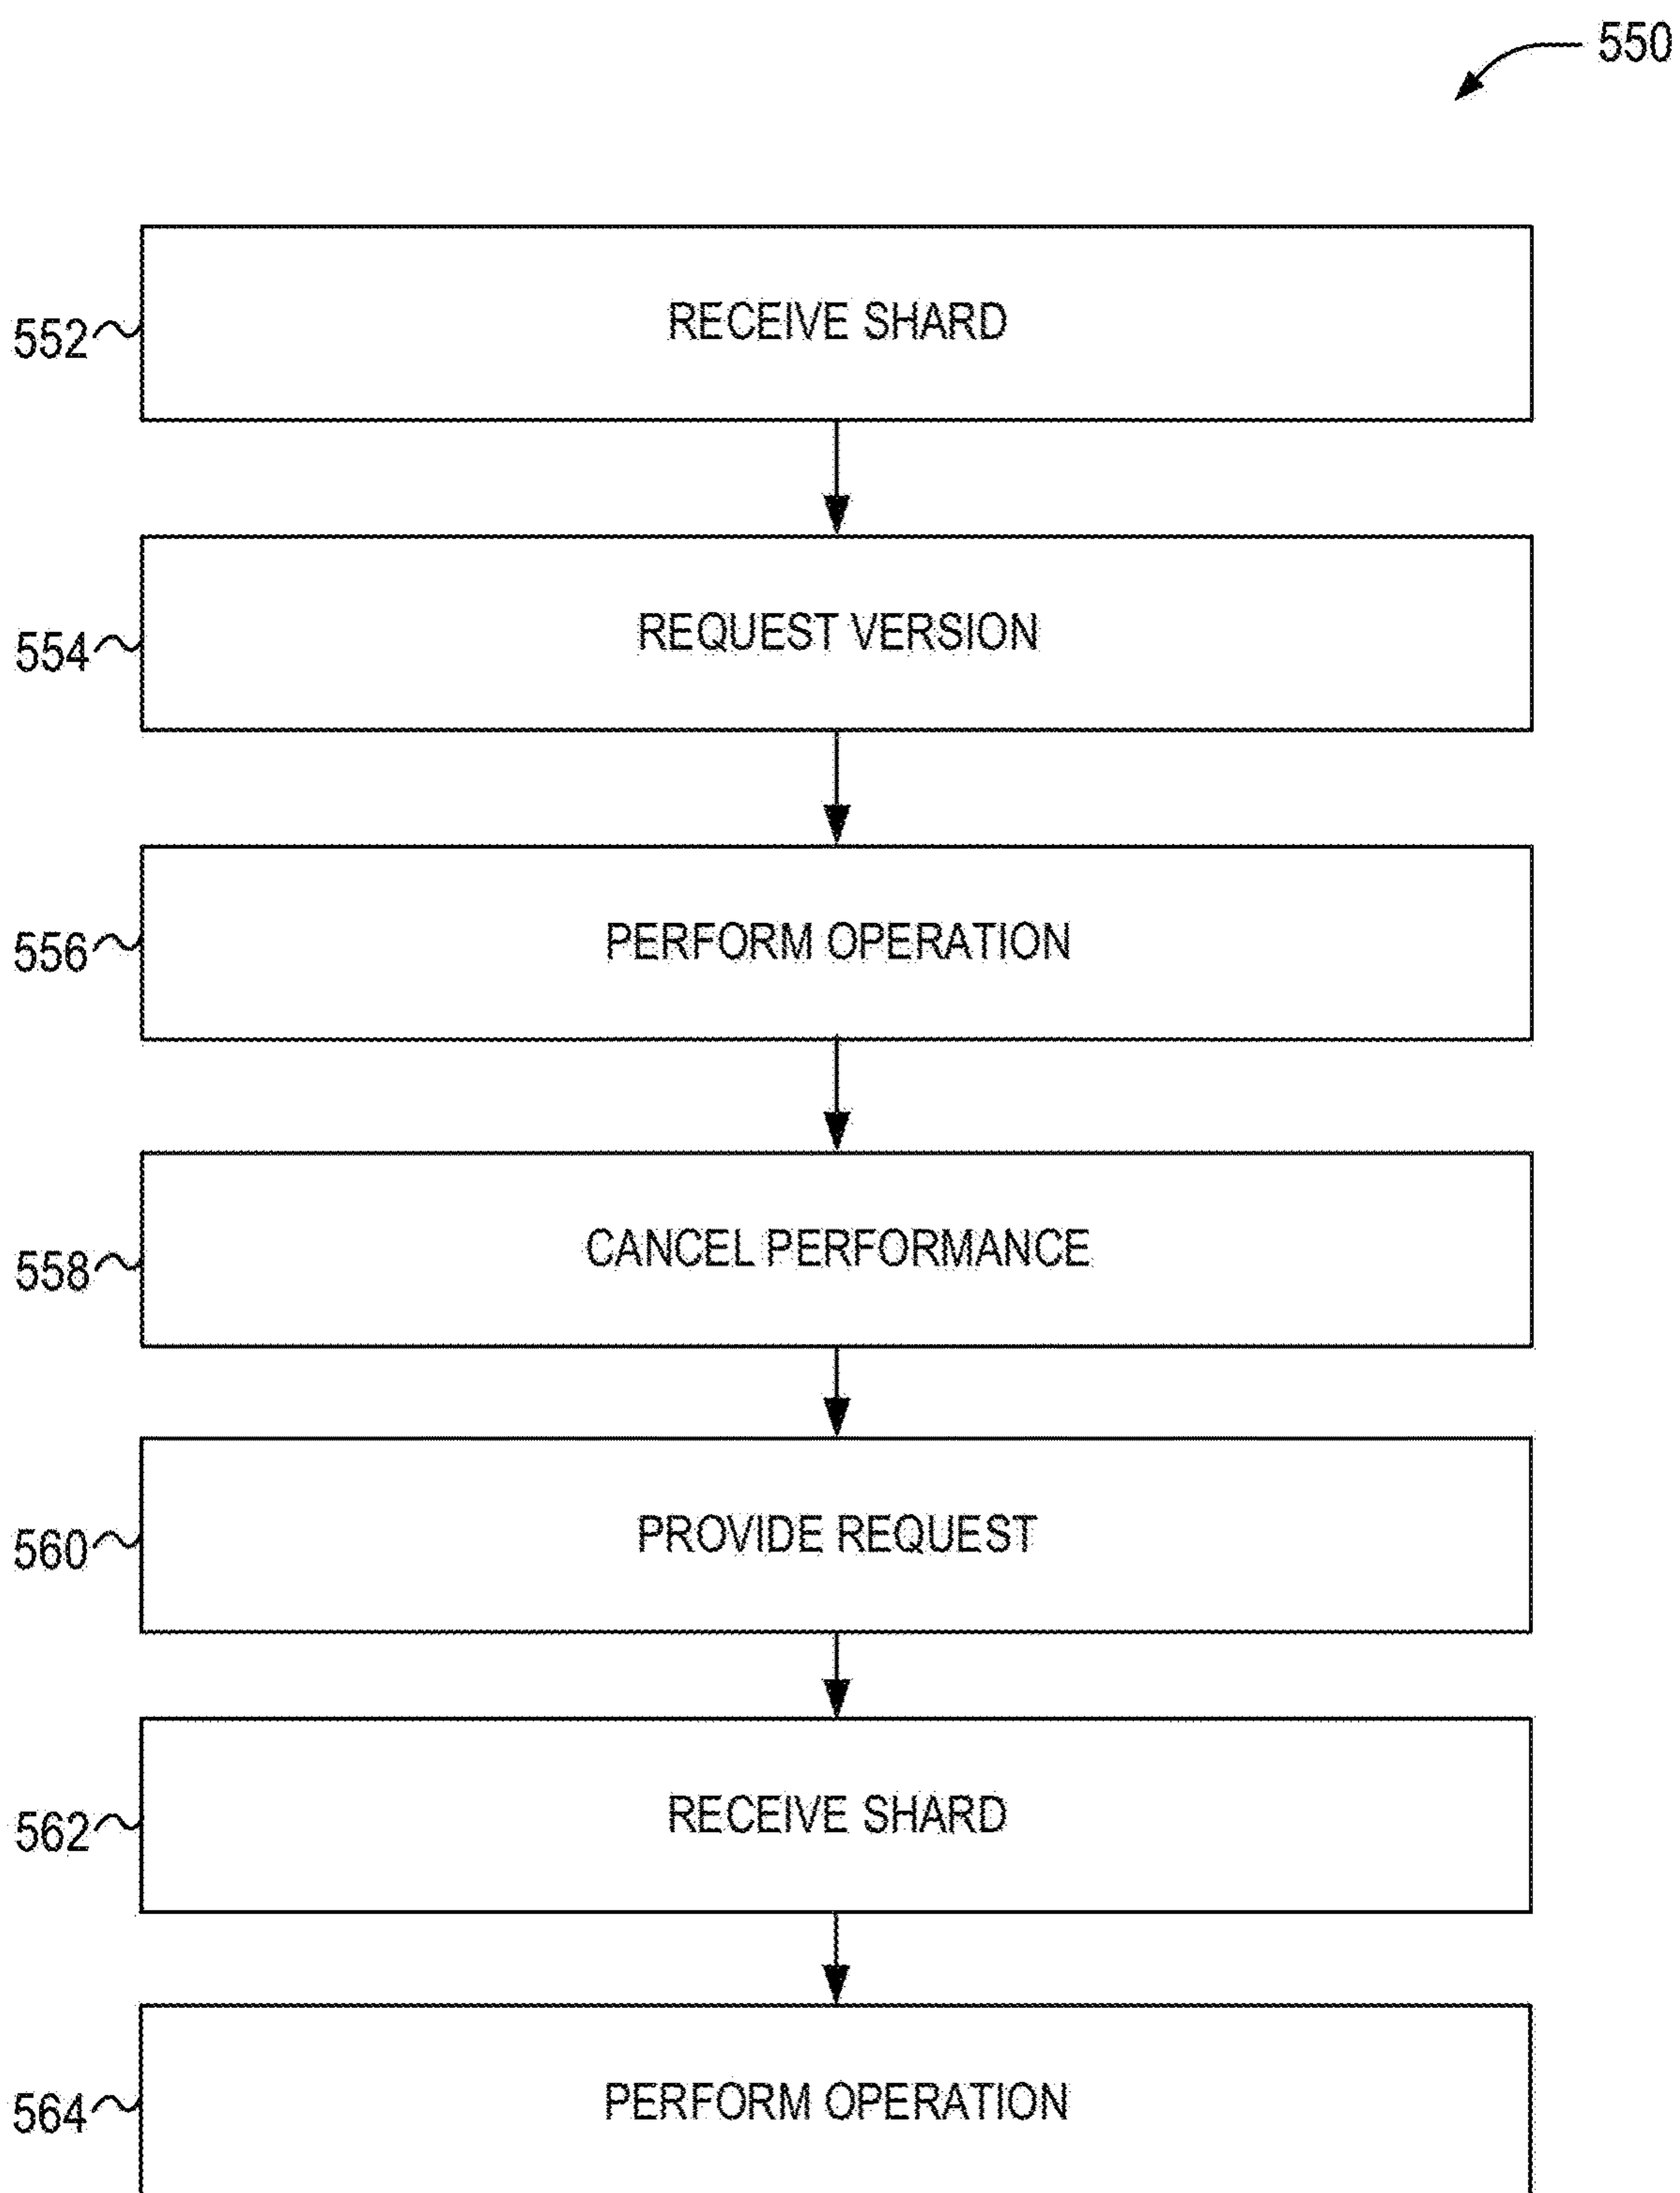 550
552 RECEIVE SHARD
554 REQUEST VERSION
556 PERFORM OPERATION
558 CANCEL PERFORMANCE
560 PROVIDE REQUEST
562 RECEIVE SHARD
564 PERFORM OPERATION